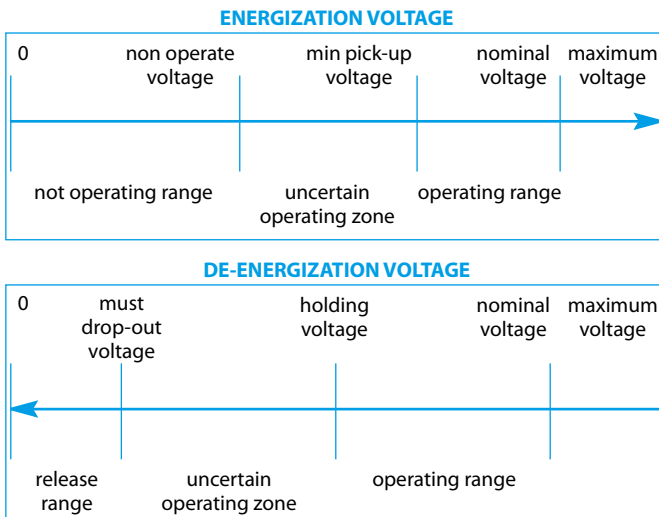 ENERGIZATION VOLTAGE
0 non operate min pick-up nominal maximum
voltage voltage voltage voltage
not operating range uncertain operating range
operating zone
DE-ENERGIZATION VOLTAGE
0 must holding nominal maximum
drop-out voltage voltage voltage
voltage
release uncertain operating range
range operating zone